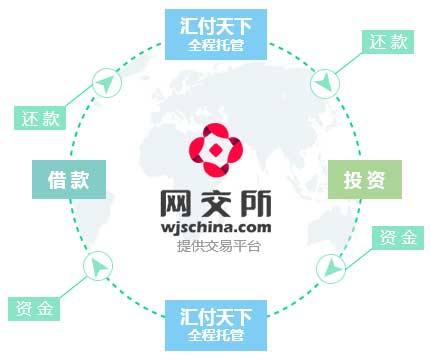 汇付天下
全程托管
还款
还款
借款
投资
网交所
wjschina.com
提供交易平台
资金
资金
汇付天下
全程托管